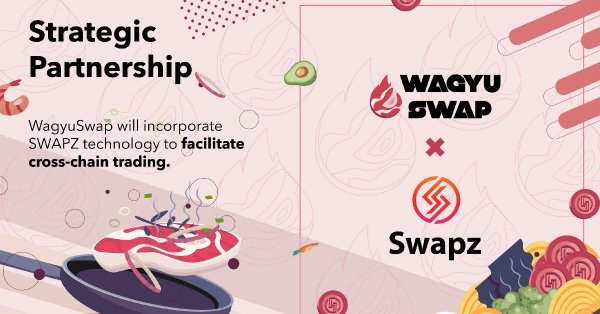 Strategic
Partnership
WagyuSwap will incorporate
SWAPZ technology to facilitate
cross-chain trading.
WAGYU
SWAP
Swapz